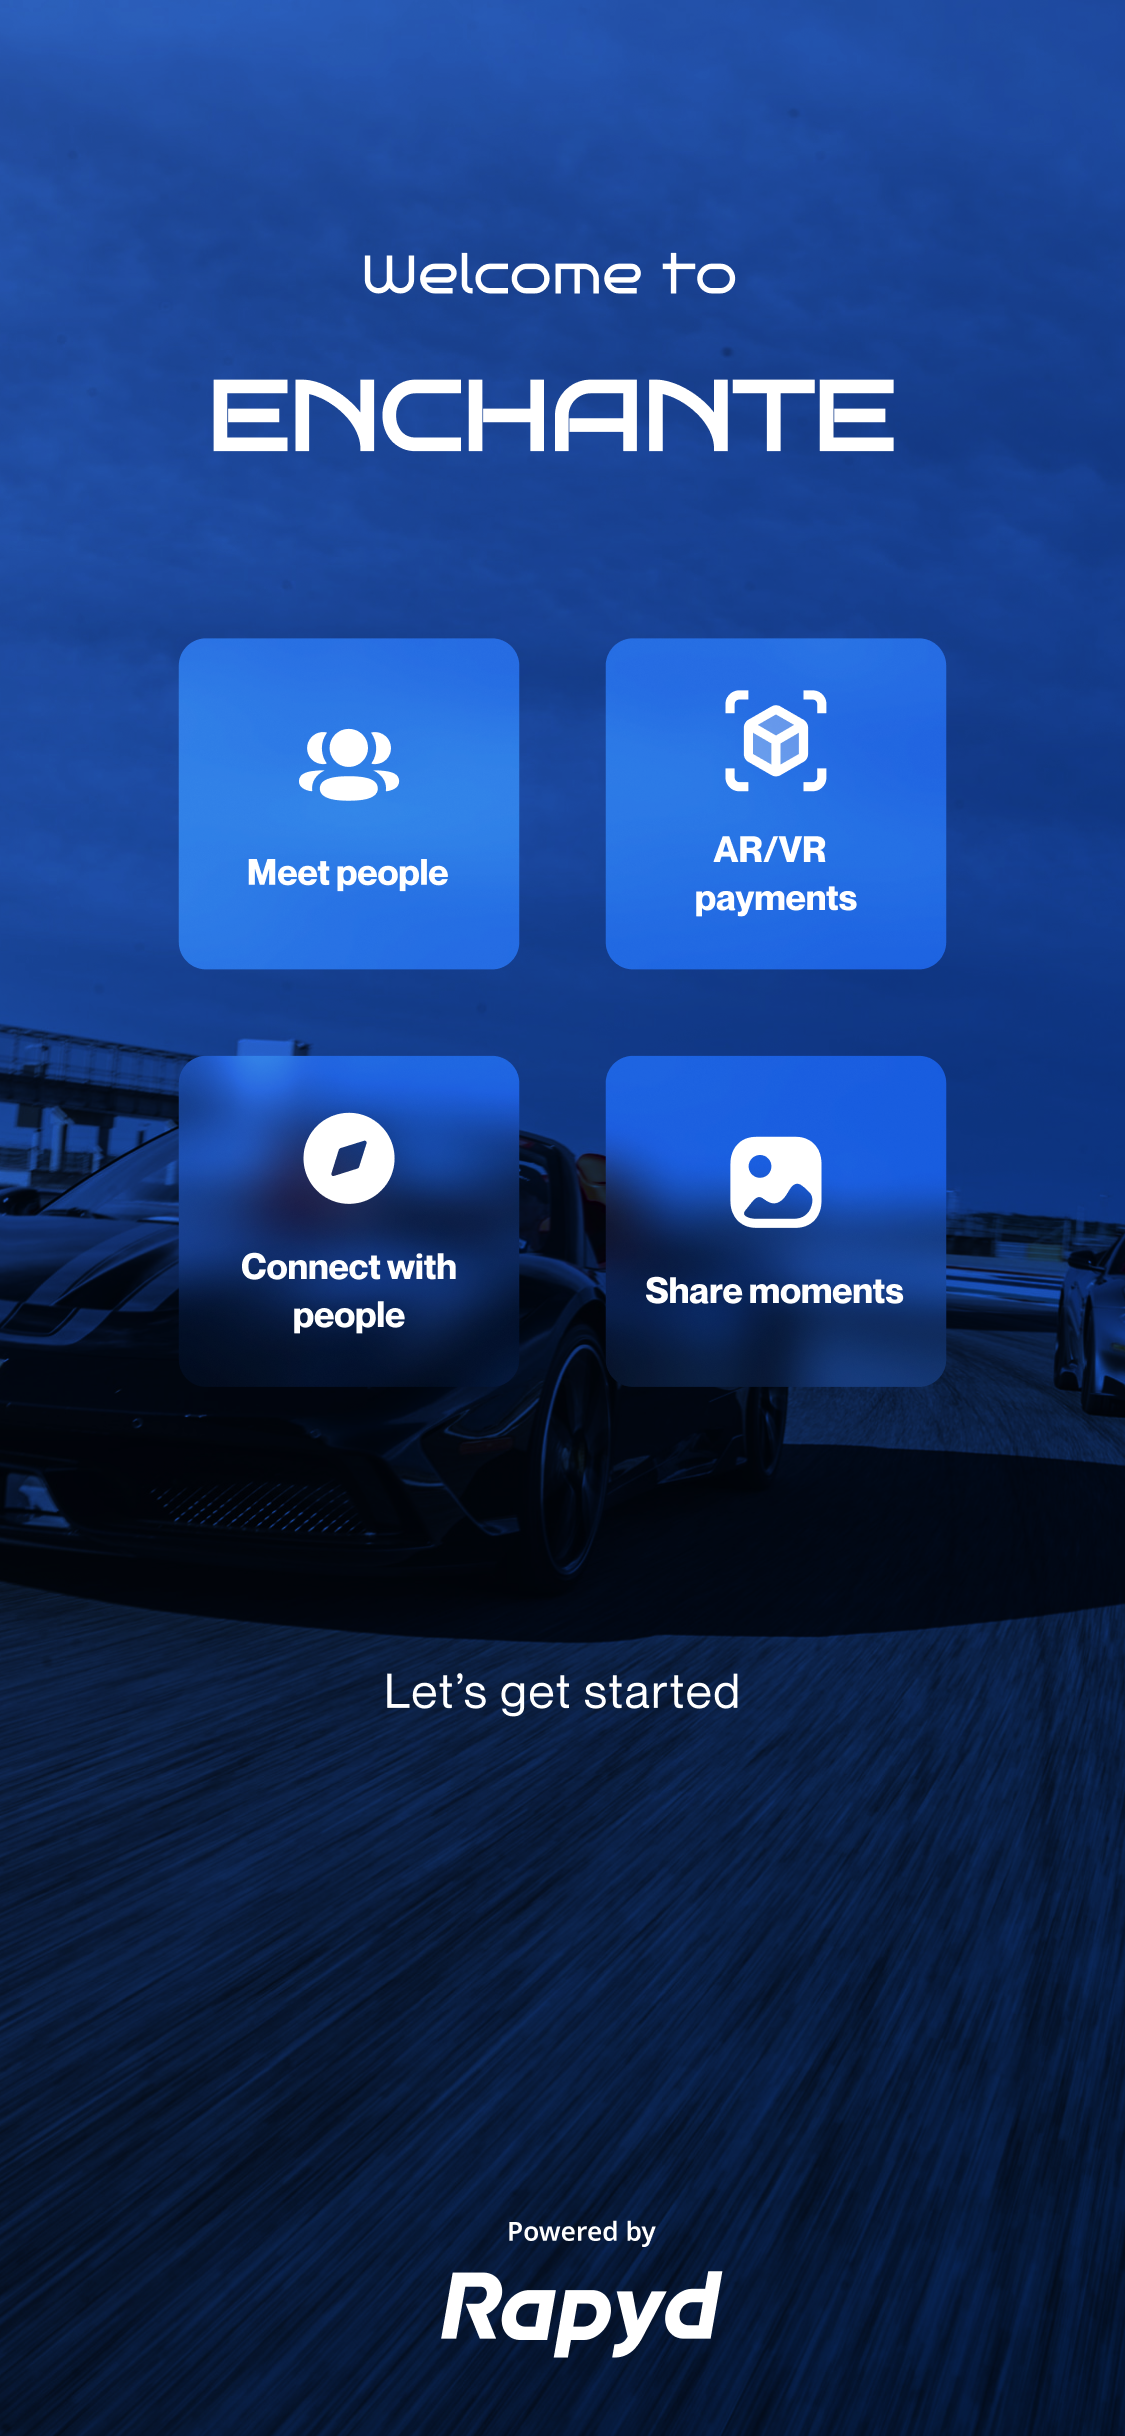 Welcome to
ENCHANTE
Meet people
AR/VR
payments
Connect with
people
Share moments
Let’s get started
Powered by
Rapyd